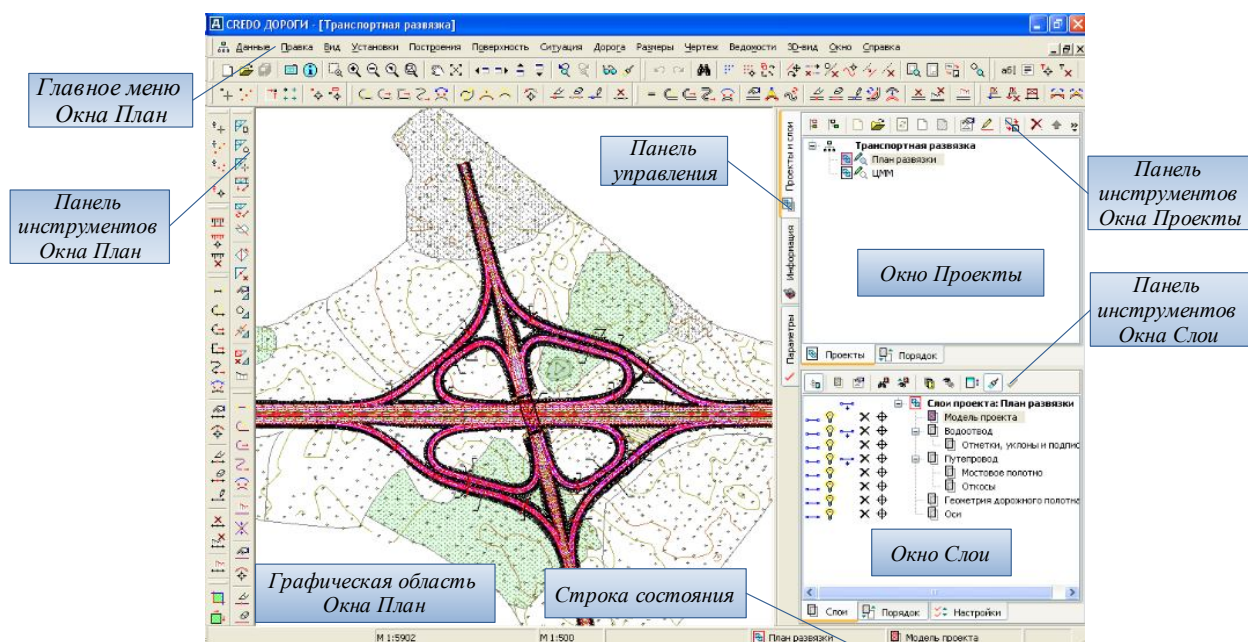 CREDO ДОРОГИ - [Транспортная развязка]
Данные Правка Вид Установки Построения Поверхность Ситуация Дорога Размеры Чертеж Ведомости 3D-вид Окно Справка
Главное меню
Окна План
Панель
инструментов
Окна План
Панель
управления
Проекты и слои
Информация
Параметры
Транспортная развязка
План развязки
ЦММ
Панель
инструментов
Окна Проекты
Окно Проекты
Панель
инструментов
Окна Слои
Проекты Порядок
Слои проекта: План развязки
Модель проекта
Водоотвод
Отметки, уклоны и подпис
Путепровод
Мостовое полотно
Откосы
Геометрия дорожного полотна
Оси
Окно Слои
Графическая область
Окна План
Строка состояния
Слои Порядок Настройки
М 1:5902 М 1:500 План развязки Модель проекта